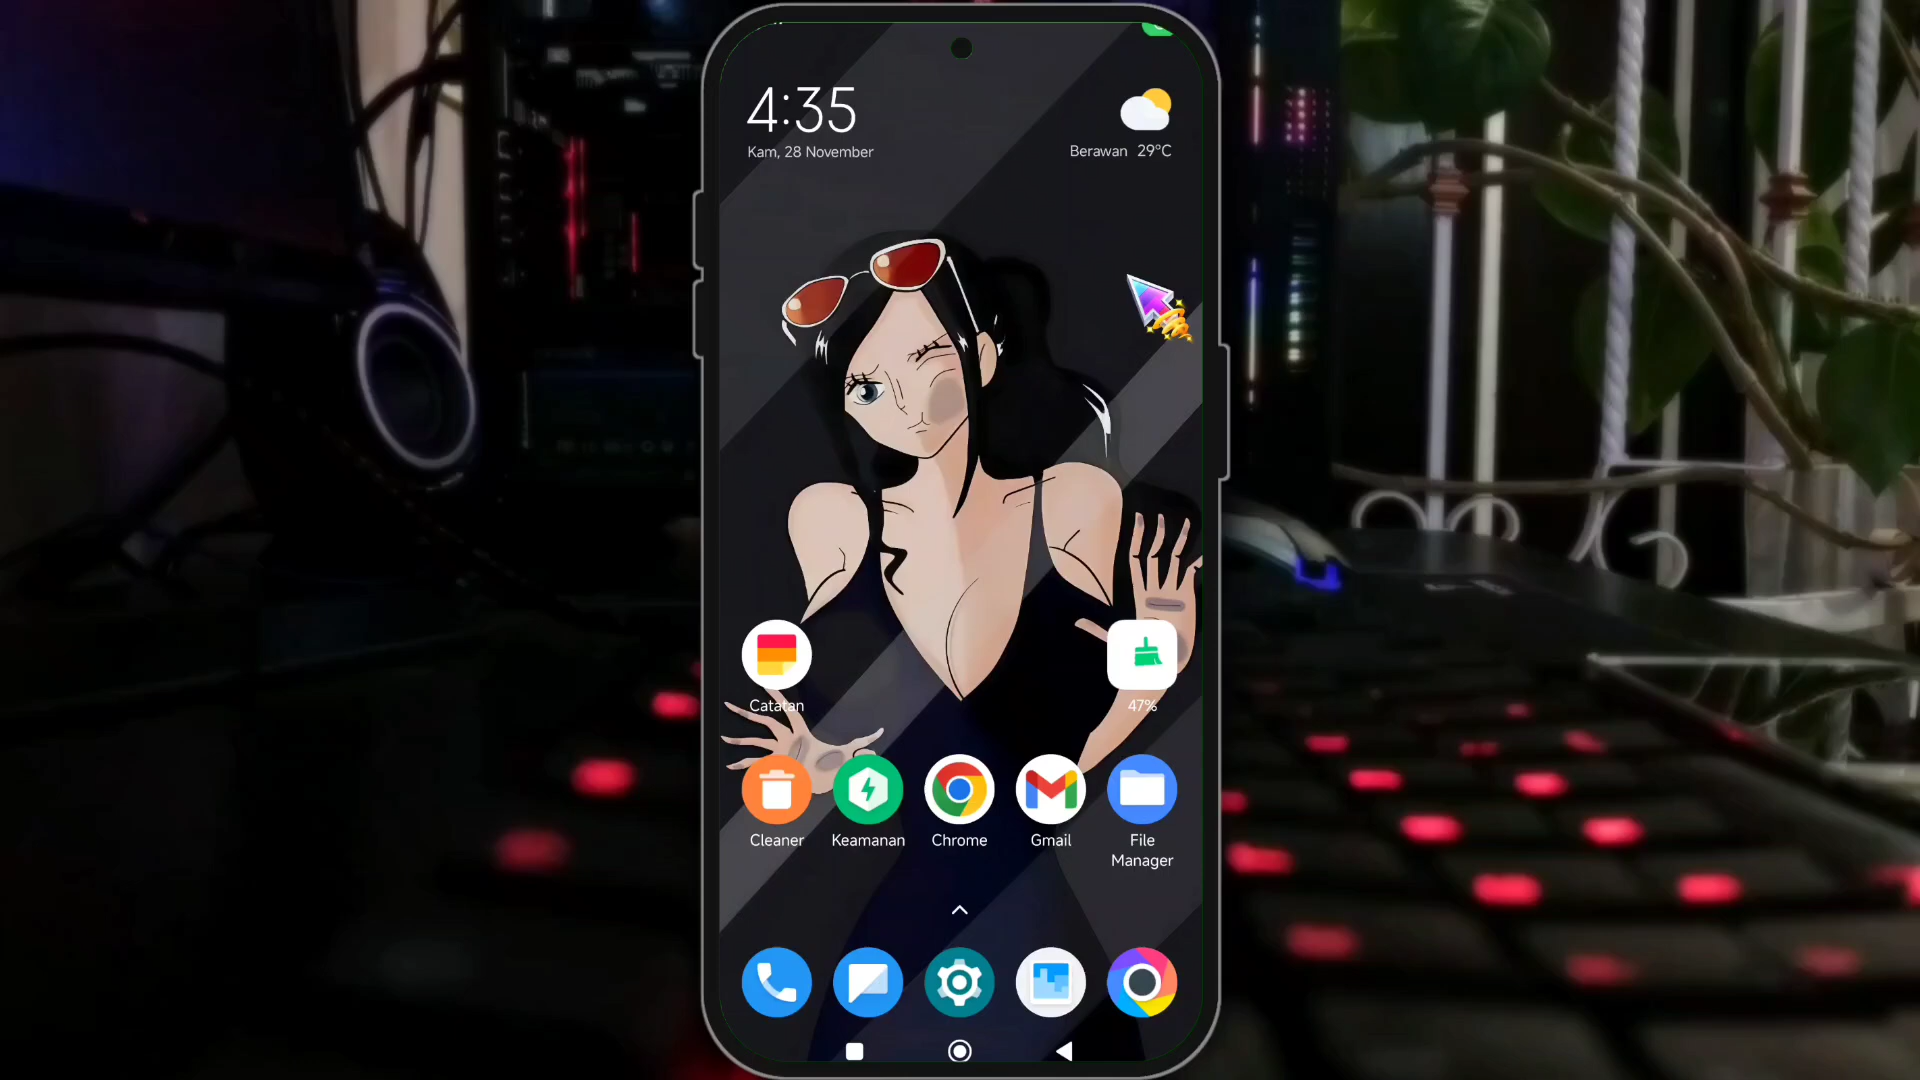 4:35
Kam, 28 November
Berawan 29°C
Catatan
47%
Cleaner
Keamanan
Chrome
Gmail
File
Manager